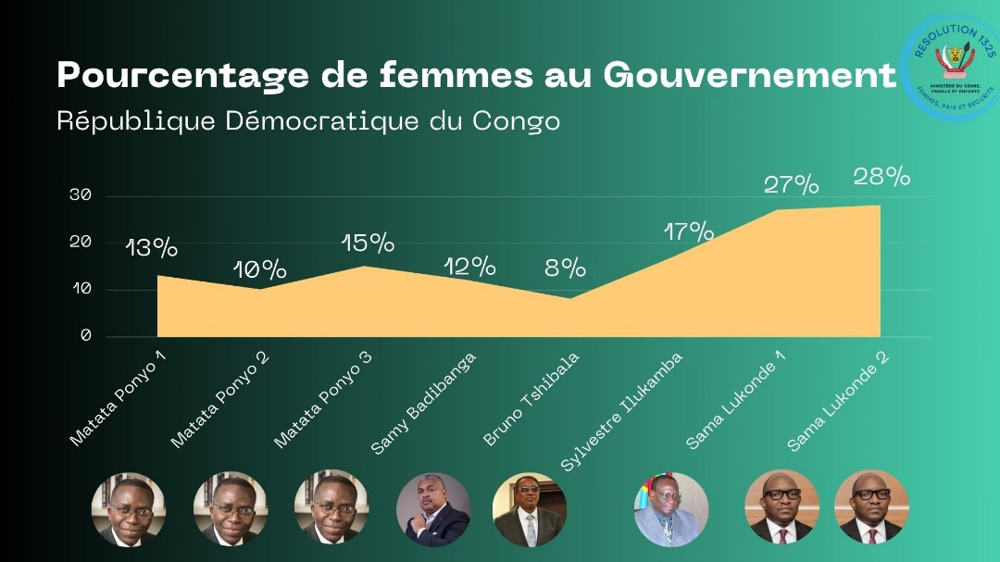 Pourcentage de femmes au Gouvernement
République Démocratique du Congo
RESOLUTION 1325
MINISTÈRE DU GENRE,
FAMILLE ET ENFANTS
FEMMES, PAIX ET SECURITE
30
20
10
0
13%
10%
15%
12%
8%
17%
27%
28%
Matata Ponyo 1
Matata Ponyo 2
Matata Ponyo 3
Samy Badibanga
Bruno Tshibala
Sylvestre Ilukamba
Sama Lukonde 1
Sama Lukonde 2